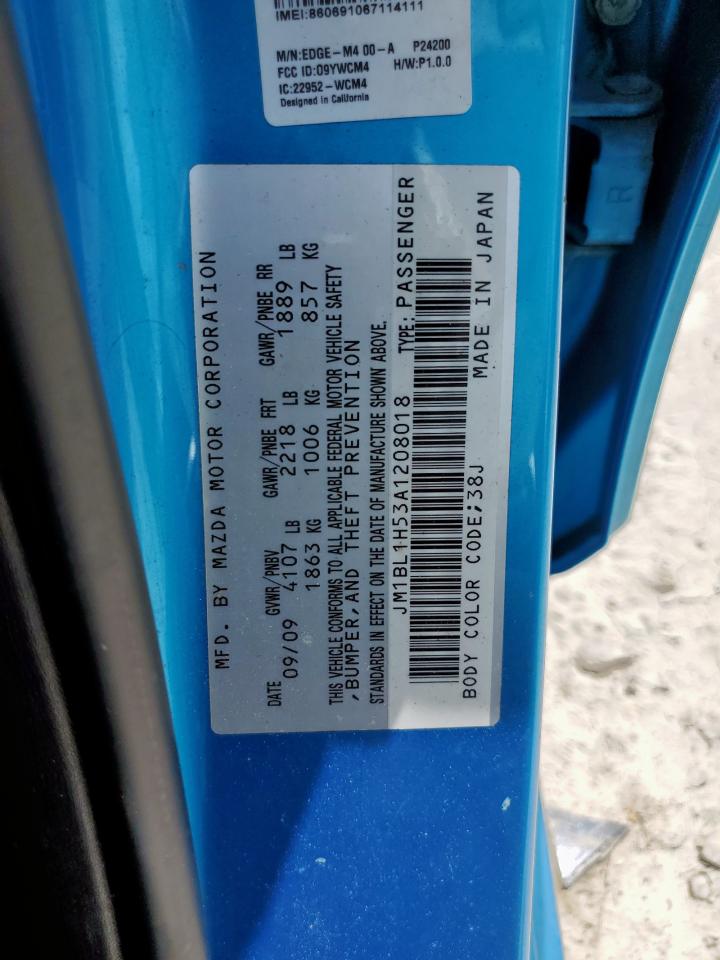 IMEI:860691067114111
M/N:EDGE-M4 00-A P24200
FCC ID:09YWCM4 H/W:P1.0.0
IC:22952-WCM4
Designed in California
MFD. BY MAZDA MOTOR CORPORATION
DATE GVWR/PNBV GAWR/PNBE FRT GAWR/PNBE RR
09/09 4107 LB 2218 LB 1889 LB
1863 KG 1006 KG 857 KG
THIS VEHICLE CONFORMS TO ALL APPLICABLE FEDERAL MOTOR VEHICLE SAFETY
,BUMPER,AND THEFT PREVENTION
STANDARDS IN EFFECT ON THE DATE OF MANUFACTURE SHOWN ABOVE.
JM1BL1H53A1208018 TYPE: PASSENGER
BODY COLOR CODE;38J MADE IN JAPAN
R